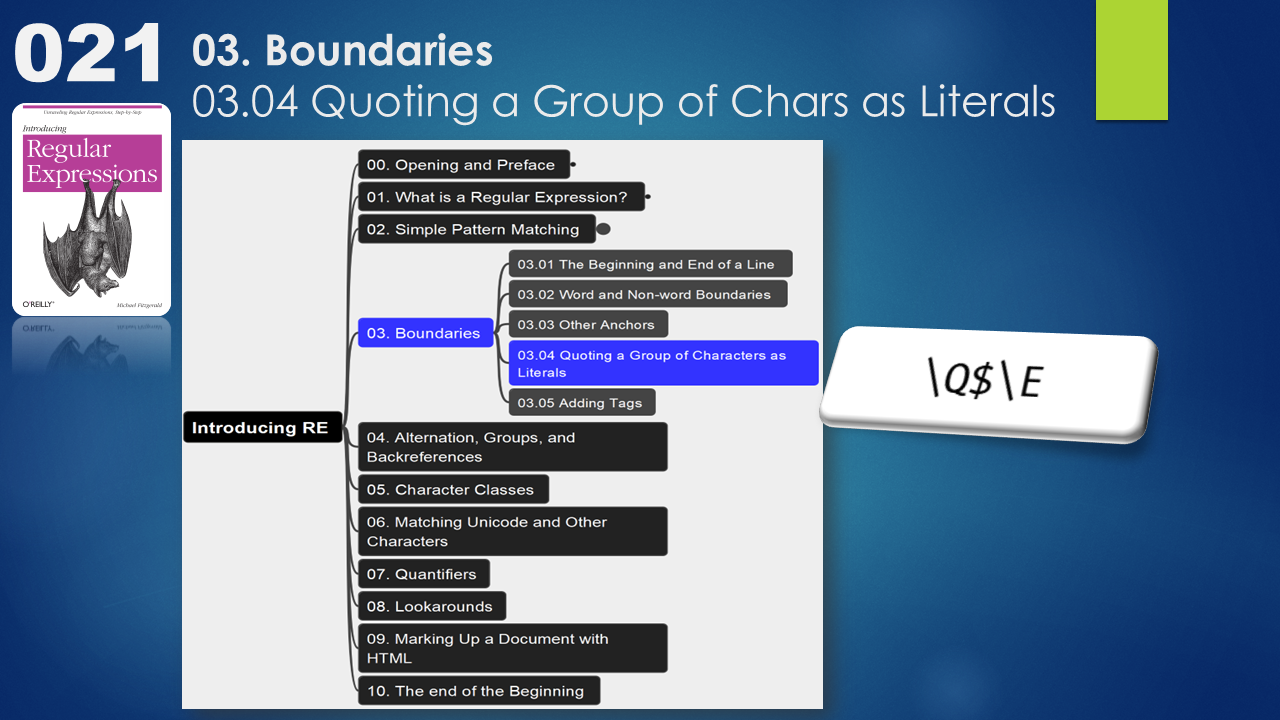 021
03. Boundaries
03.04 Quoting a Group of Chars as Literals
Unraveling Regular Expressions, Step-by-Step
Introducing
Regular
Expressions
O'REILLY®
Michael Fitzgerald
00. Opening and Preface
01. What is a Regular Expression?
02. Simple Pattern Matching
03.01 The Beginning and End of a Line
03.02 Word and Non-word Boundaries
03.03 Other Anchors
03. Boundaries
03.04 Quoting a Group of Characters as
Literals
03.05 Adding Tags
Introducing RE
04. Alternation, Groups, and
Backreferences
05. Character Classes
06. Matching Unicode and Other
Characters
07. Quantifiers
08. Lookarounds
09. Marking Up a Document with
HTML
10. The end of the Beginning
\Q$\E